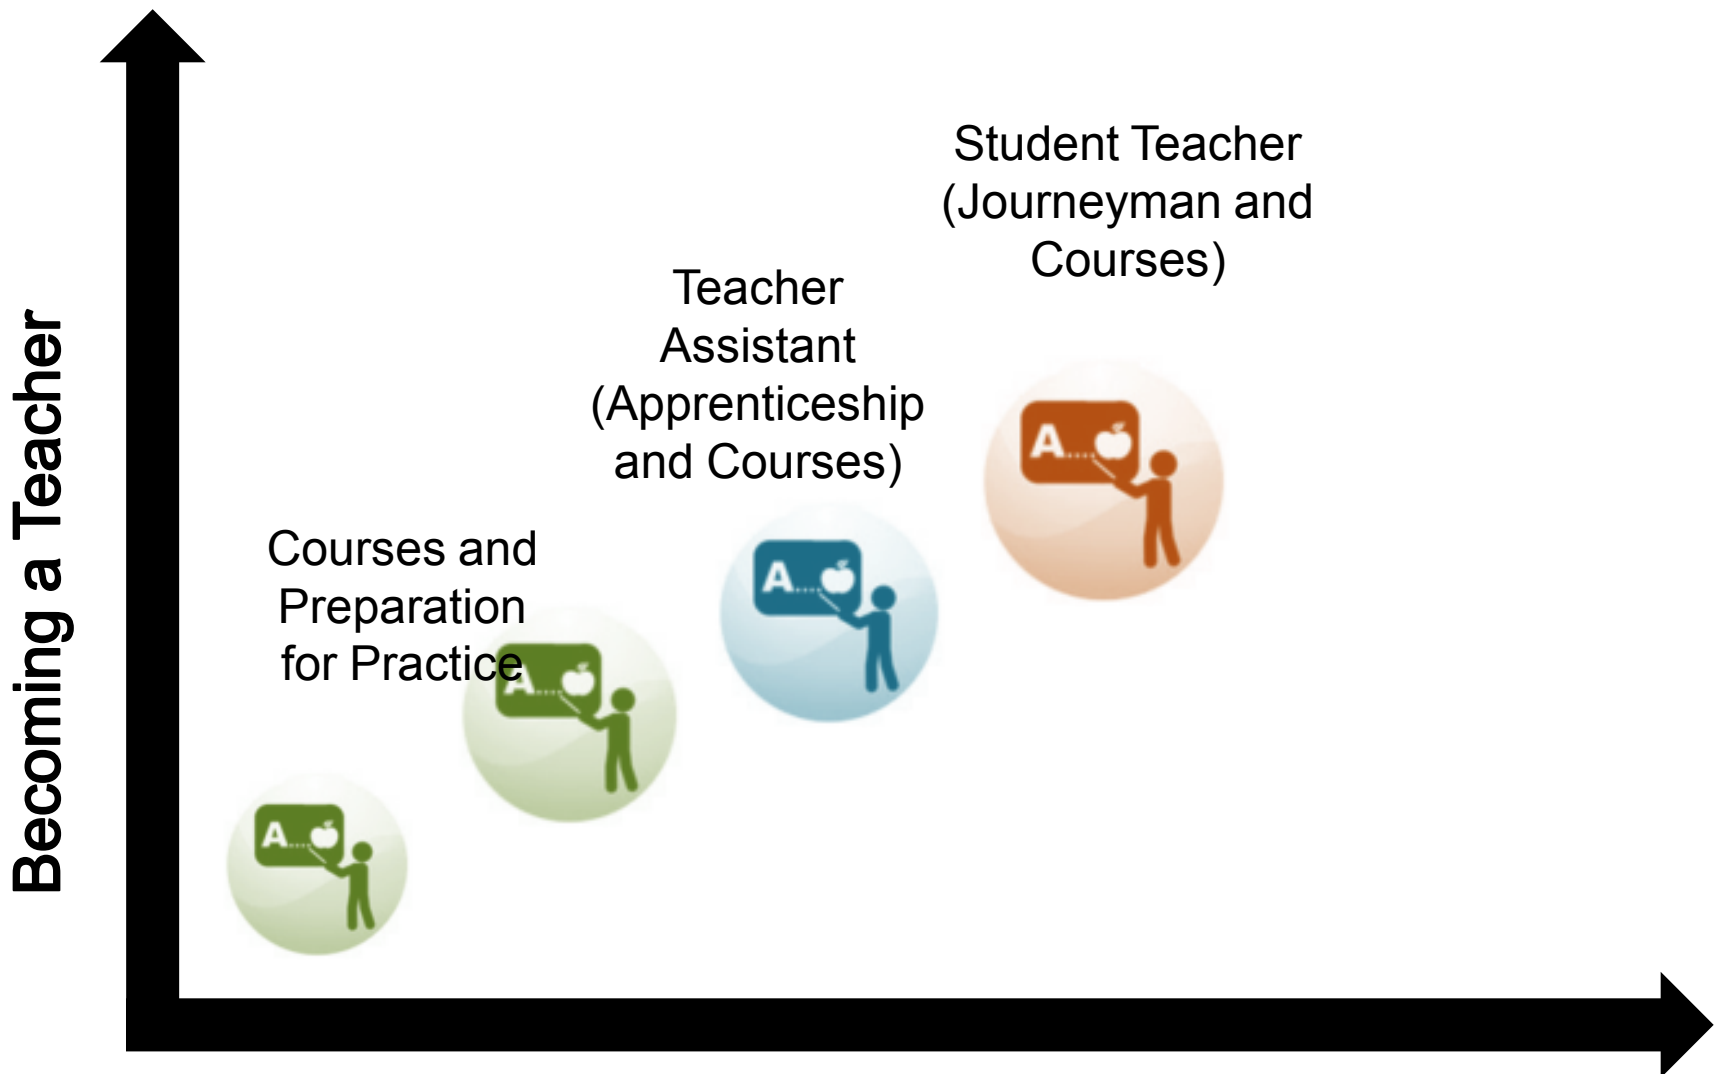 Becoming a Teacher
Student Teacher
(Journeyman and
Courses)
Teacher
Assistant
(Apprenticeship
and Courses)
Courses and
Preparation
for Practice
A....
A....
A....
A....